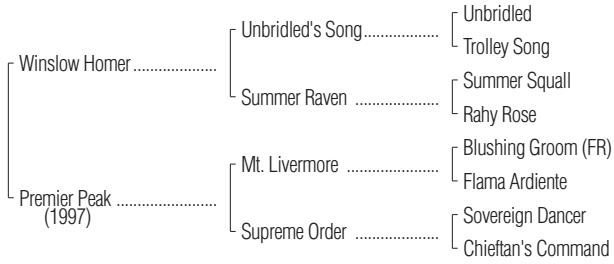 Unbridled
Unbridled's Song
Trolley Song
Winslow Homer
Summer Squall
Summer Raven
Rahy Rose
Blushing Groom (FR)
Mt. Livermore
Flama Ardiente
Premier Peak
(1997)
Sovereign Dancer
Supreme Order
Chieftan's Command